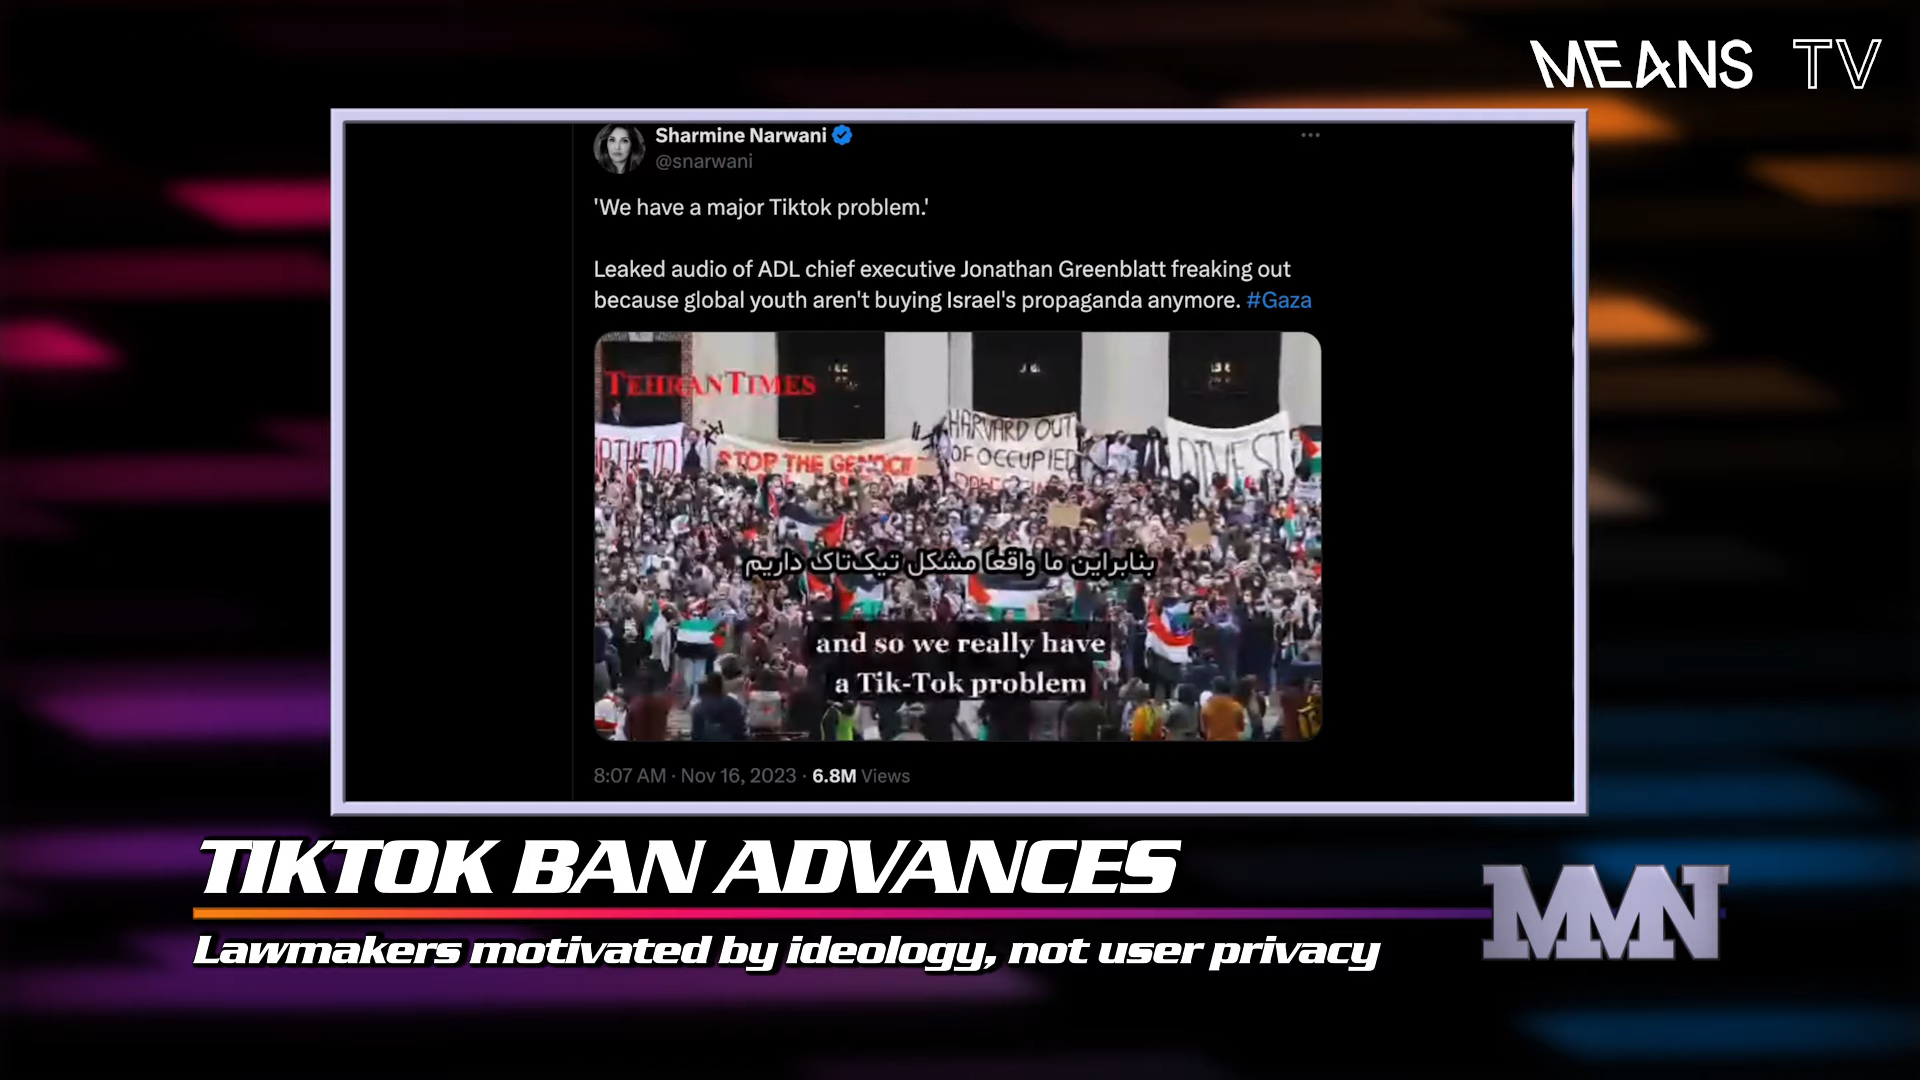 MEANS TV
Sharmine Narwani
@snarwani
'We have a major Tiktok problem.'
Leaked audio of ADL chief executive Jonathan Greenblatt freaking out
because global youth aren't buying Israel's propaganda anymore. #Gaza
TEHRANTIMES
STOP THE
HARVARD OUT
OF OCCUPIED
DIVEST
بنابراین ما واقعاً مشکل تیک‌تاک داریم
and so we really have
a Tik-Tok problem
8:07 AM · Nov 16, 2023 · 6.8M Views
TIKTOK BAN ADVANCES
Lawmakers motivated by ideology, not user privacy
MMN